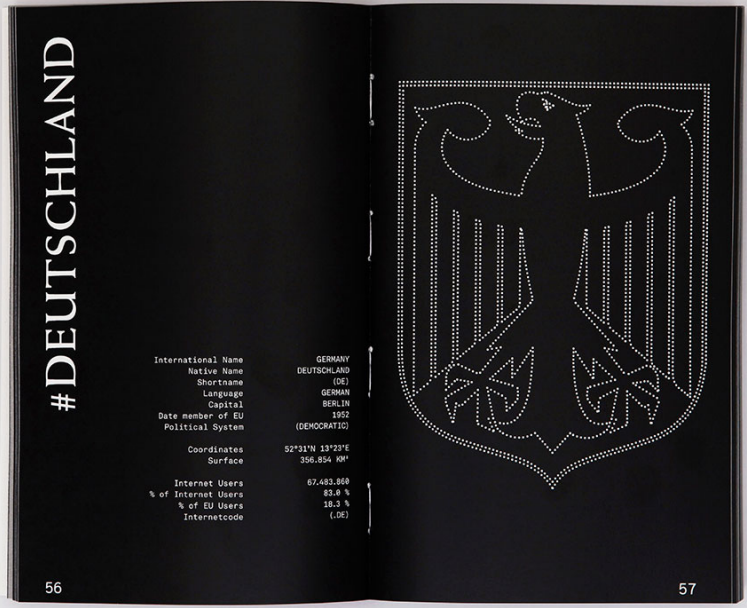 #DEUTSCHLAND
International Name GERMANY
Native Name DEUTSCHLAND
Shortname (DE)
Language GERMAN
Capital BERLIN
Date member of EU 1952
Political System (DEMOCRATIC)
Coordinates 52°31'N 13°23'E
Surface 356.854 KM²
Internet Users 67.483.860
% of Internet Users 83.0 %
% of EU Users 18.3 %
Internetcode (.DE)
56
57